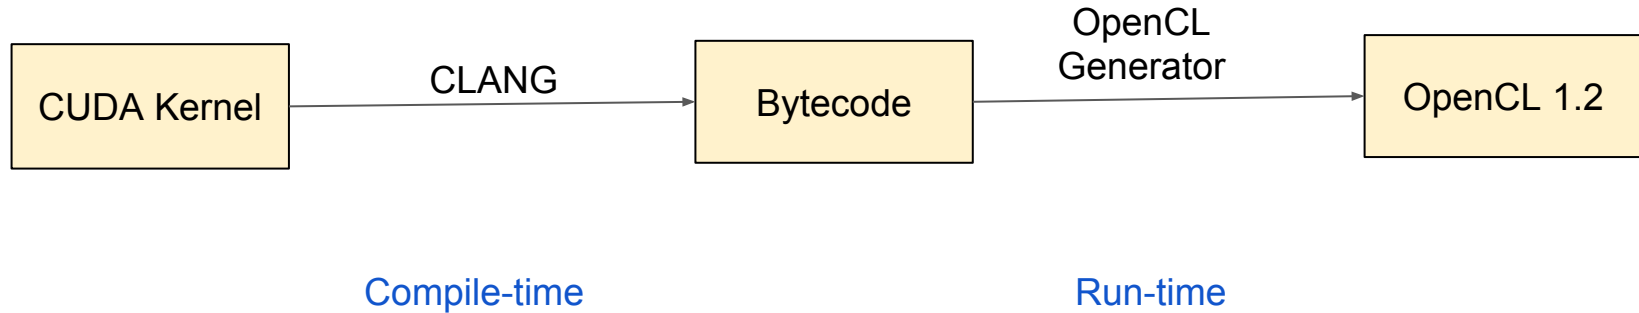 CUDA Kernel
CLANG
Bytecode
OpenCL
Generator
OpenCL 1.2
Compile-time
Run-time